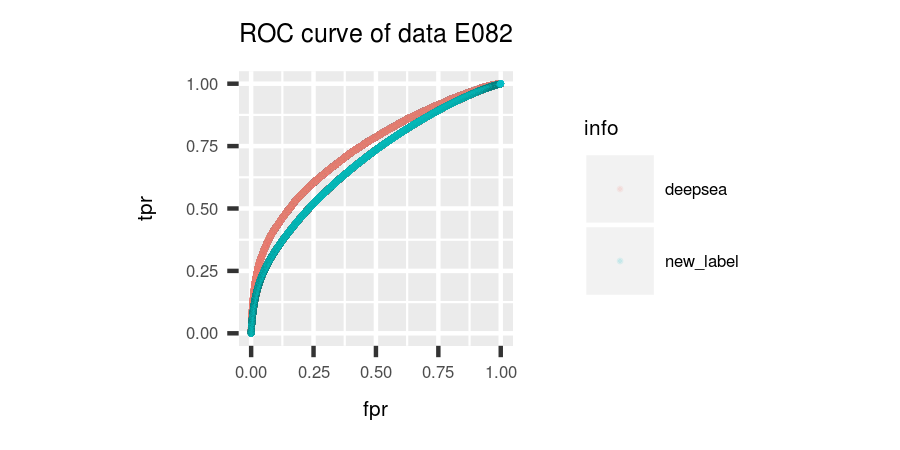 ROC curve of data E082
tpr
1.00
0.75
0.50
0.25
0.00
0.00 0.25 0.50 0.75 1.00
fpr
info
deepsea
new_label